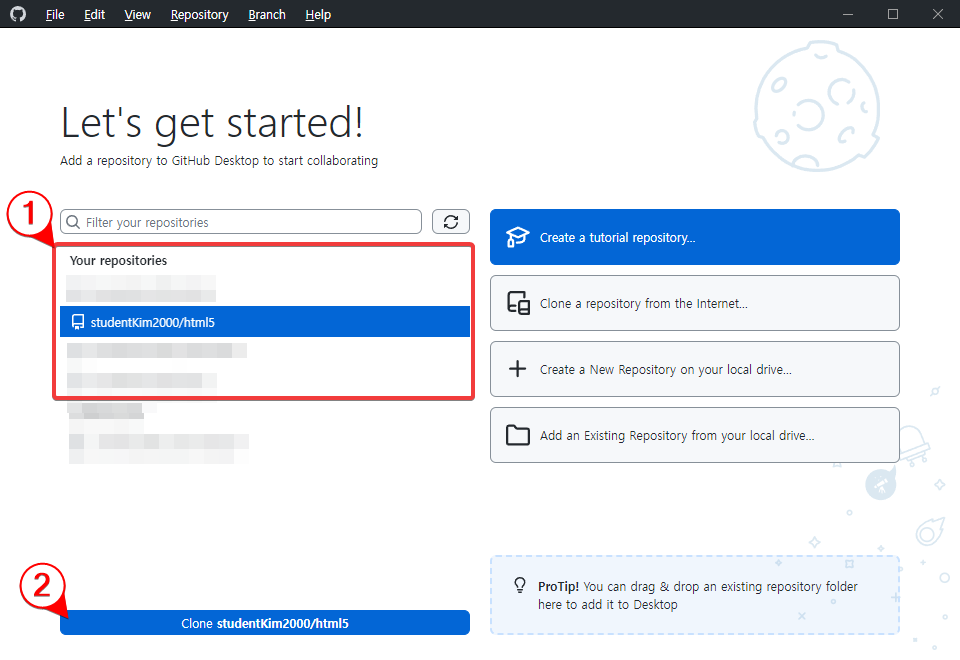 File Edit View Repository Branch Help
Let's get started!
Add a repository to GitHub Desktop to start collaborating
1
Filter your repositories
Your repositories
studentKim2000/html5
2
Clone studentKim2000/html5
Create a tutorial repository...
Clone a repository from the Internet...
Create a New Repository on your local drive...
Add an Existing Repository from your local drive...
ProTip! You can drag & drop an existing repository folder
here to add it to Desktop